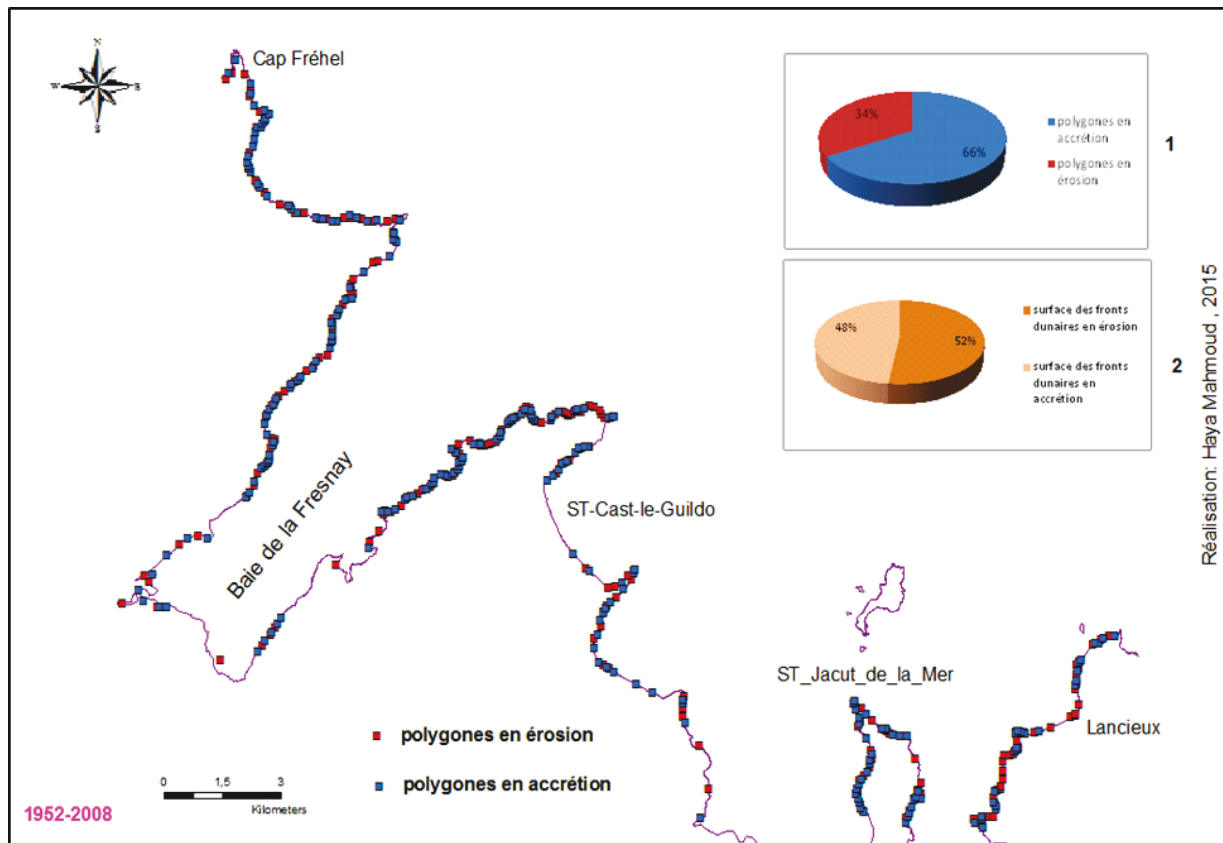 N
W
E
S
Cap Fréhel
34%
66%
polygones en
accrétion
polygones en
érosion
1
48%
52%
surface des fronts
dunaires en érosion
surface des fronts
dunaires en
accrétion
2
Réalisation: Haya Mahmoud , 2015
Baie de la Fresnay
ST-Cast-le-Guildo
ST_Jacut_de_la_Mer
Lancieux
polygones en érosion
polygones en accrétion
0 1,5 3
Kilometers
1952-2008